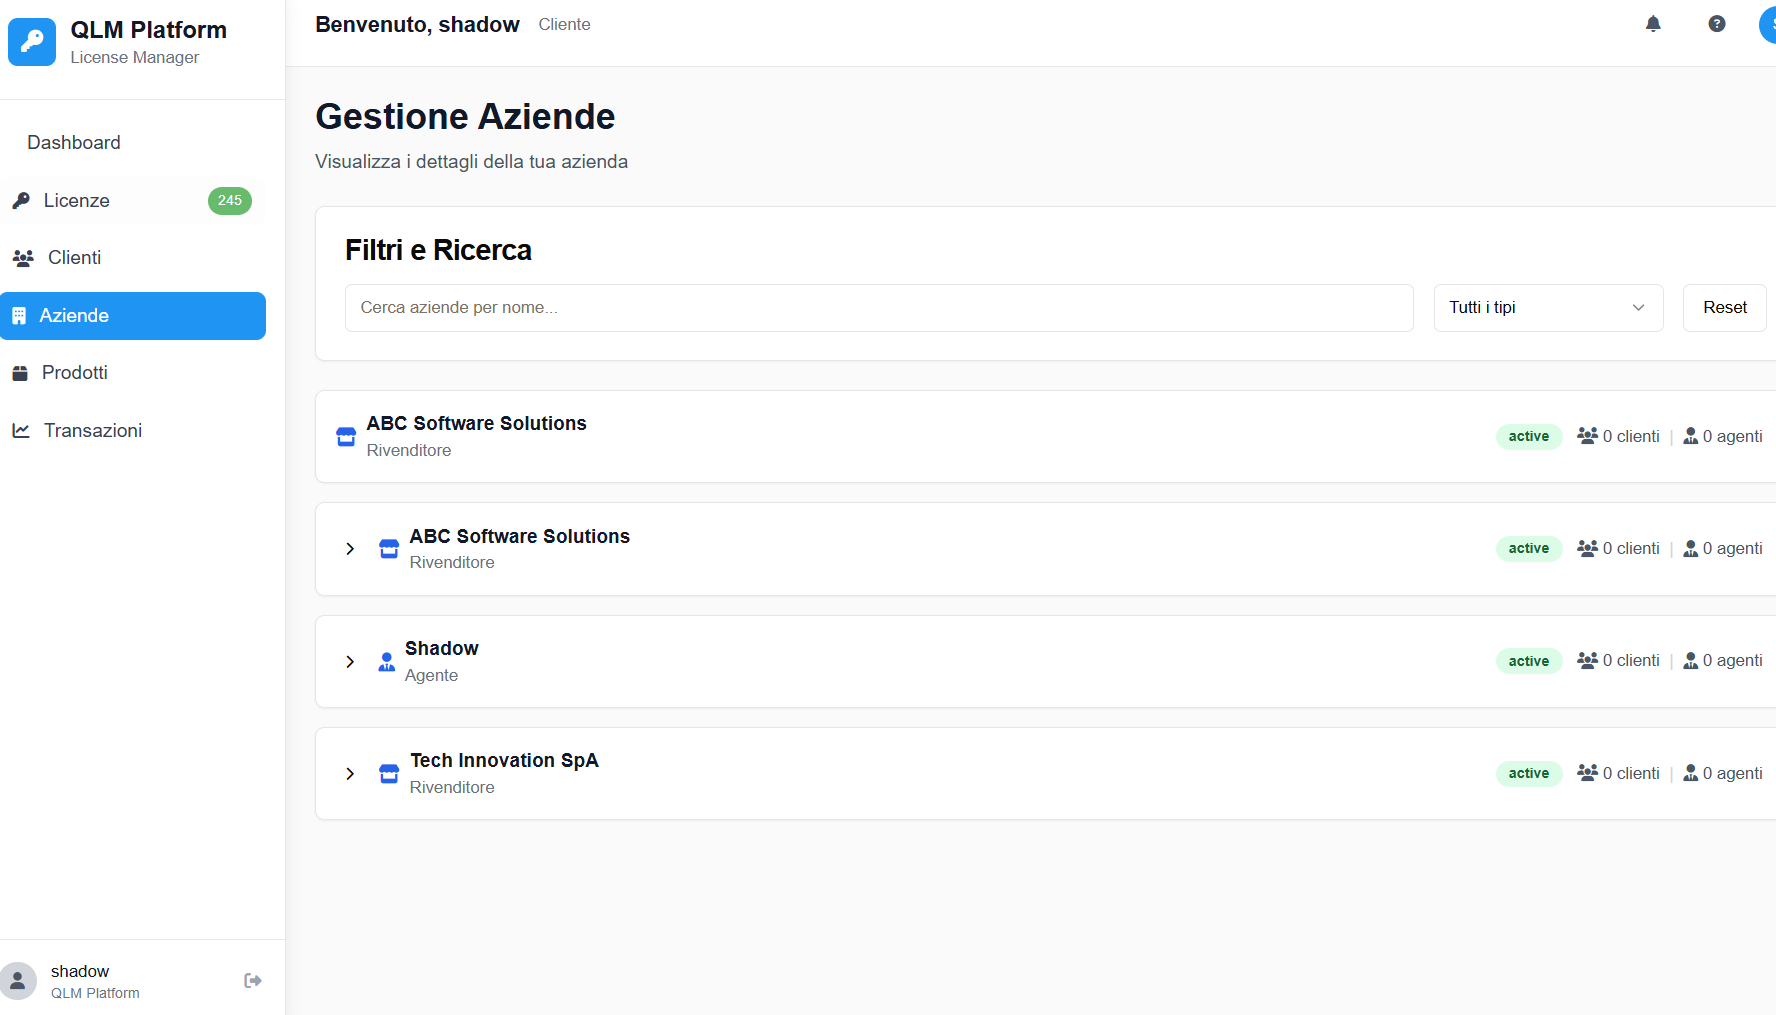 QLM Platform
License Manager
Dashboard
Licenze 245
Clienti
Aziende
Prodotti
Transazioni
shadow
QLM Platform
Benvenuto, shadow Cliente
Gestione Aziende
Visualizza i dettagli della tua azienda
Filtri e Ricerca
Cerca aziende per nome... Tutti i tipi Reset
ABC Software Solutions
Rivenditore
active 0 clienti | 0 agenti
ABC Software Solutions
Rivenditore
active 0 clienti | 0 agenti
Shadow
Agente
active 0 clienti | 0 agenti
Tech Innovation SpA
Rivenditore
active 0 clienti | 0 agenti